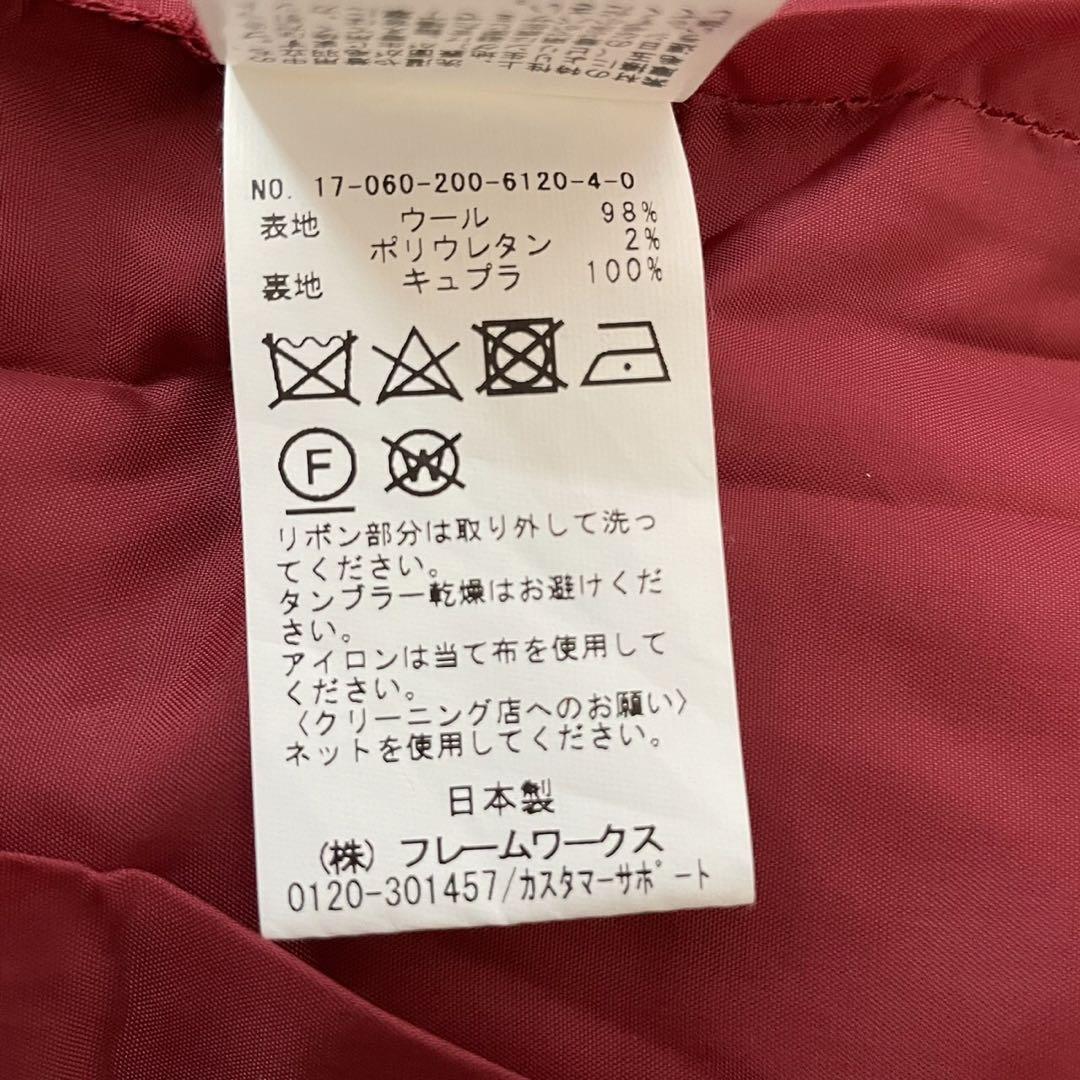 NO. 17-060-200-6120-4-0
表地 ウール 98%
ポリウレタン 2%
裏地 キュプラ 100%
F
W
リボン部分は取り外して洗っ
てください。
タンブラー乾燥はお避けくだ
さい。
アイロンは当て布を使用して
ください。
〈クリーニング店へのお願い〉
ネットを使用してください。
日本製
(株) フレームワークス
0120-301457/カスタマーサポート